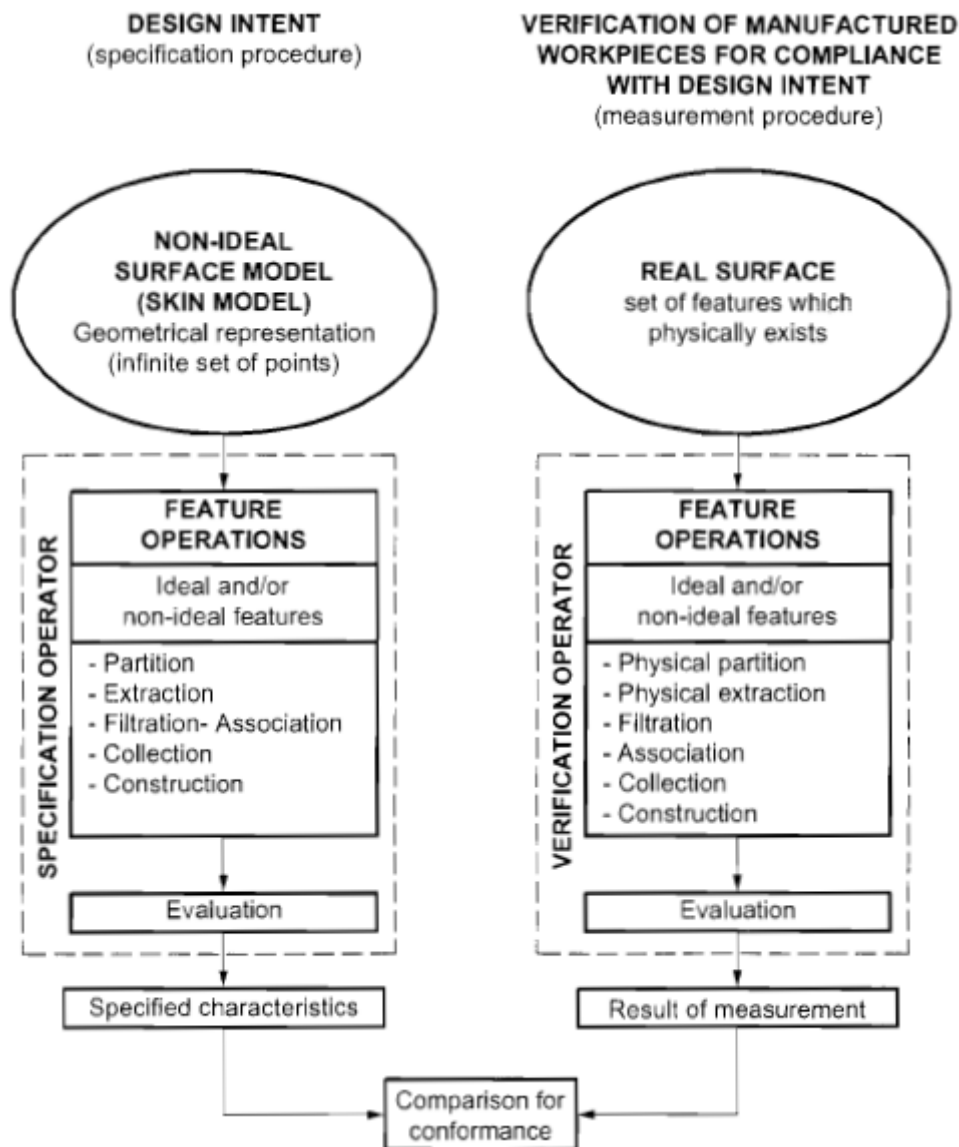 DESIGN INTENT
(specification procedure)
VERIFICATION OF MANUFACTURED
WORKPIECES FOR COMPLIANCE
WITH DESIGN INTENT
(measurement procedure)
NON-IDEAL
SURFACE MODEL
(SKIN MODEL)
Geometrical representation
(infinite set of points)
REAL SURFACE
set of features which
physically exists
SPECIFICATION OPERATOR
FEATURE
OPERATIONS
Ideal and/or
non-ideal features
- Partition
- Extraction
- Filtration- Association
- Collection
- Construction
Evaluation
Specified characteristics
VERIFICATION OPERATOR
FEATURE
OPERATIONS
Ideal and/or
non-ideal features
- Physical partition
- Physical extraction
- Filtration
- Association
- Collection
- Construction
Evaluation
Result of measurement
Comparison for
conformance